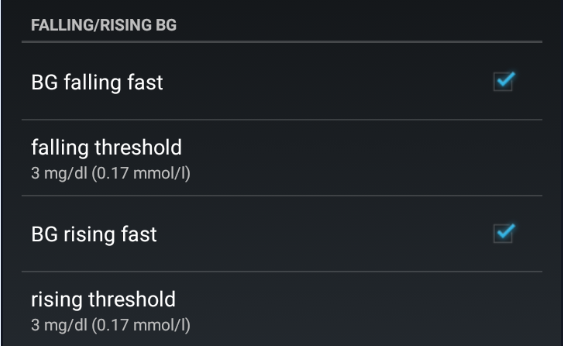 FALLING/RISING BG
BG falling fast
falling threshold
3 mg/dl (0.17 mmol/l)
BG rising fast
rising threshold
3 mg/dl (0.17 mmol/l)